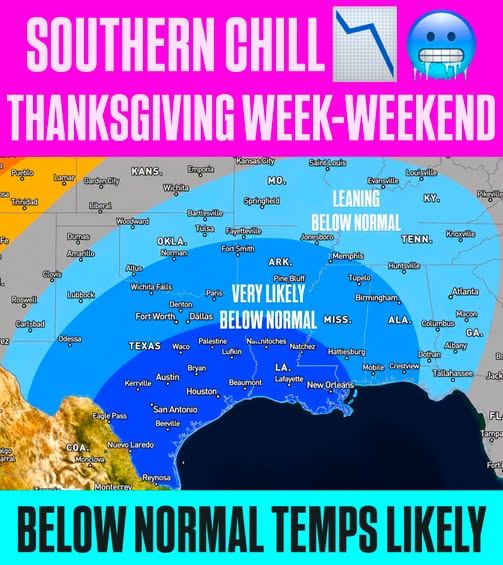 SOUTHERN CHILL
THANKSGIVING WEEK-WEEKEND
Kansas City
Saint Louis
Pueblo
Lamar
Garden City
KANS.
Emporia
Evansville
Louisville
Wichita
MO.
Trinidad
Liberal
Springfield
LEANING
BELOW NORMAL
KY.
Pikeville
Woodward
Bartlesville
Tulsa
Fayetteville
Jonesboro
TENN.
Knoxville
Dumas
Amarillo
OKLA.
Norman
Fort Smith
Memphis
Huntsville
Clovis
Altus
ARK.
Pine Bluff
Tupelo
Roswell
Lubbock
Wichita Falls
Paris
VERY LIKELY
BELOW NORMAL
Birmingham
Atlanta
Carlsbad
Denton
Fort Worth
Dallas
MISS.
ALA.
Columbus
Macon
GA.
Odessa
TEXAS
Waco
Palestine
Lufkin
Natchitoches
Natchez
Hattiesburg
Dothan
Albany
Bryan
LA.
Mobile
Crestview
Tallahassee
Kerrville
Austin
Houston
Beaumont
Lafayette
New Orleans
Eagle Pass
San Antonio
Beeville
COA.
Nuevo Laredo
Monclova
Reynosa
Monterrey
BELOW NORMAL TEMPS LIKELY